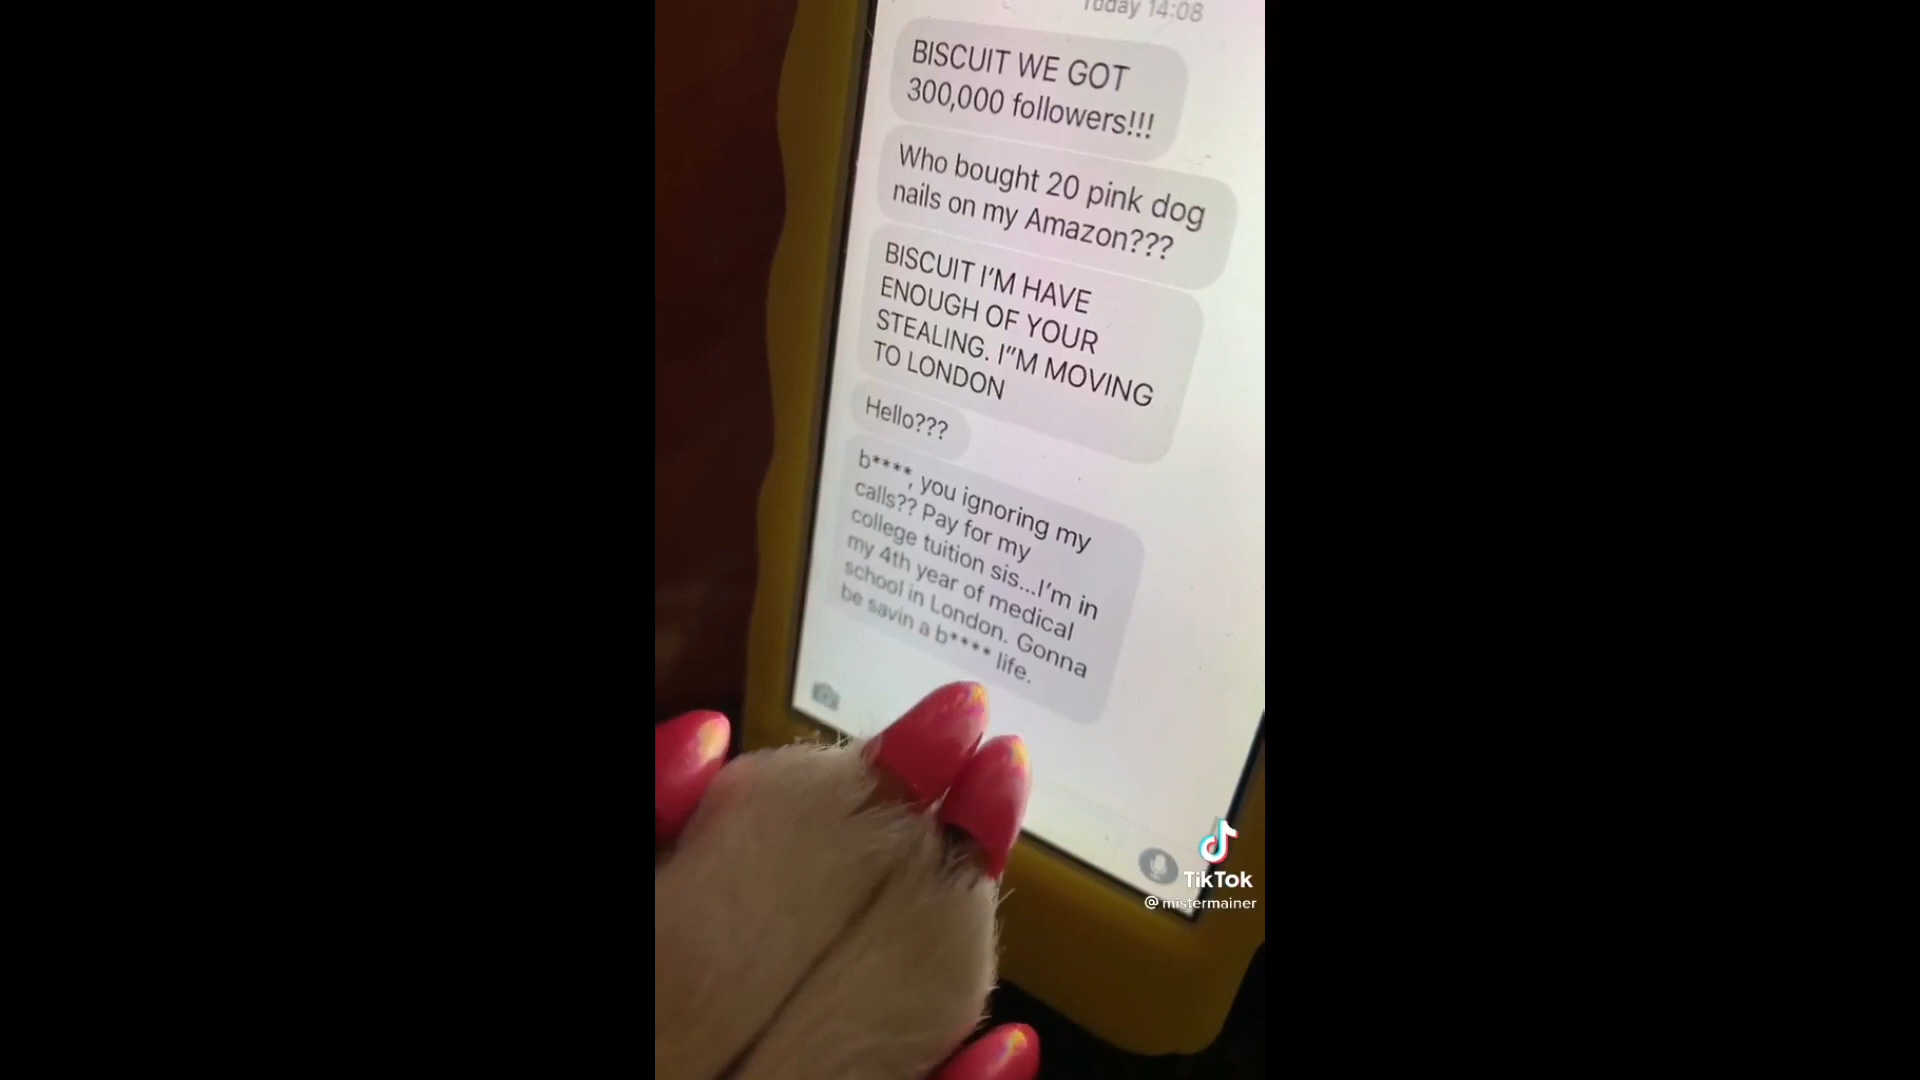 Today 14:08
BISCUIT WE GOT
300,000 followers!!!
Who bought 20 pink dog
nails on my Amazon???
BISCUIT I'M HAVE
ENOUGH OF YOUR
STEALING. I"M MOVING
TO LONDON
Hello???
b****, you ignoring my
calls?? Pay for my
college tuition sis...I'm in
my 4th year of medical
school in London. Gonna
be savin a b**** life.
TikTok
@mistermainer